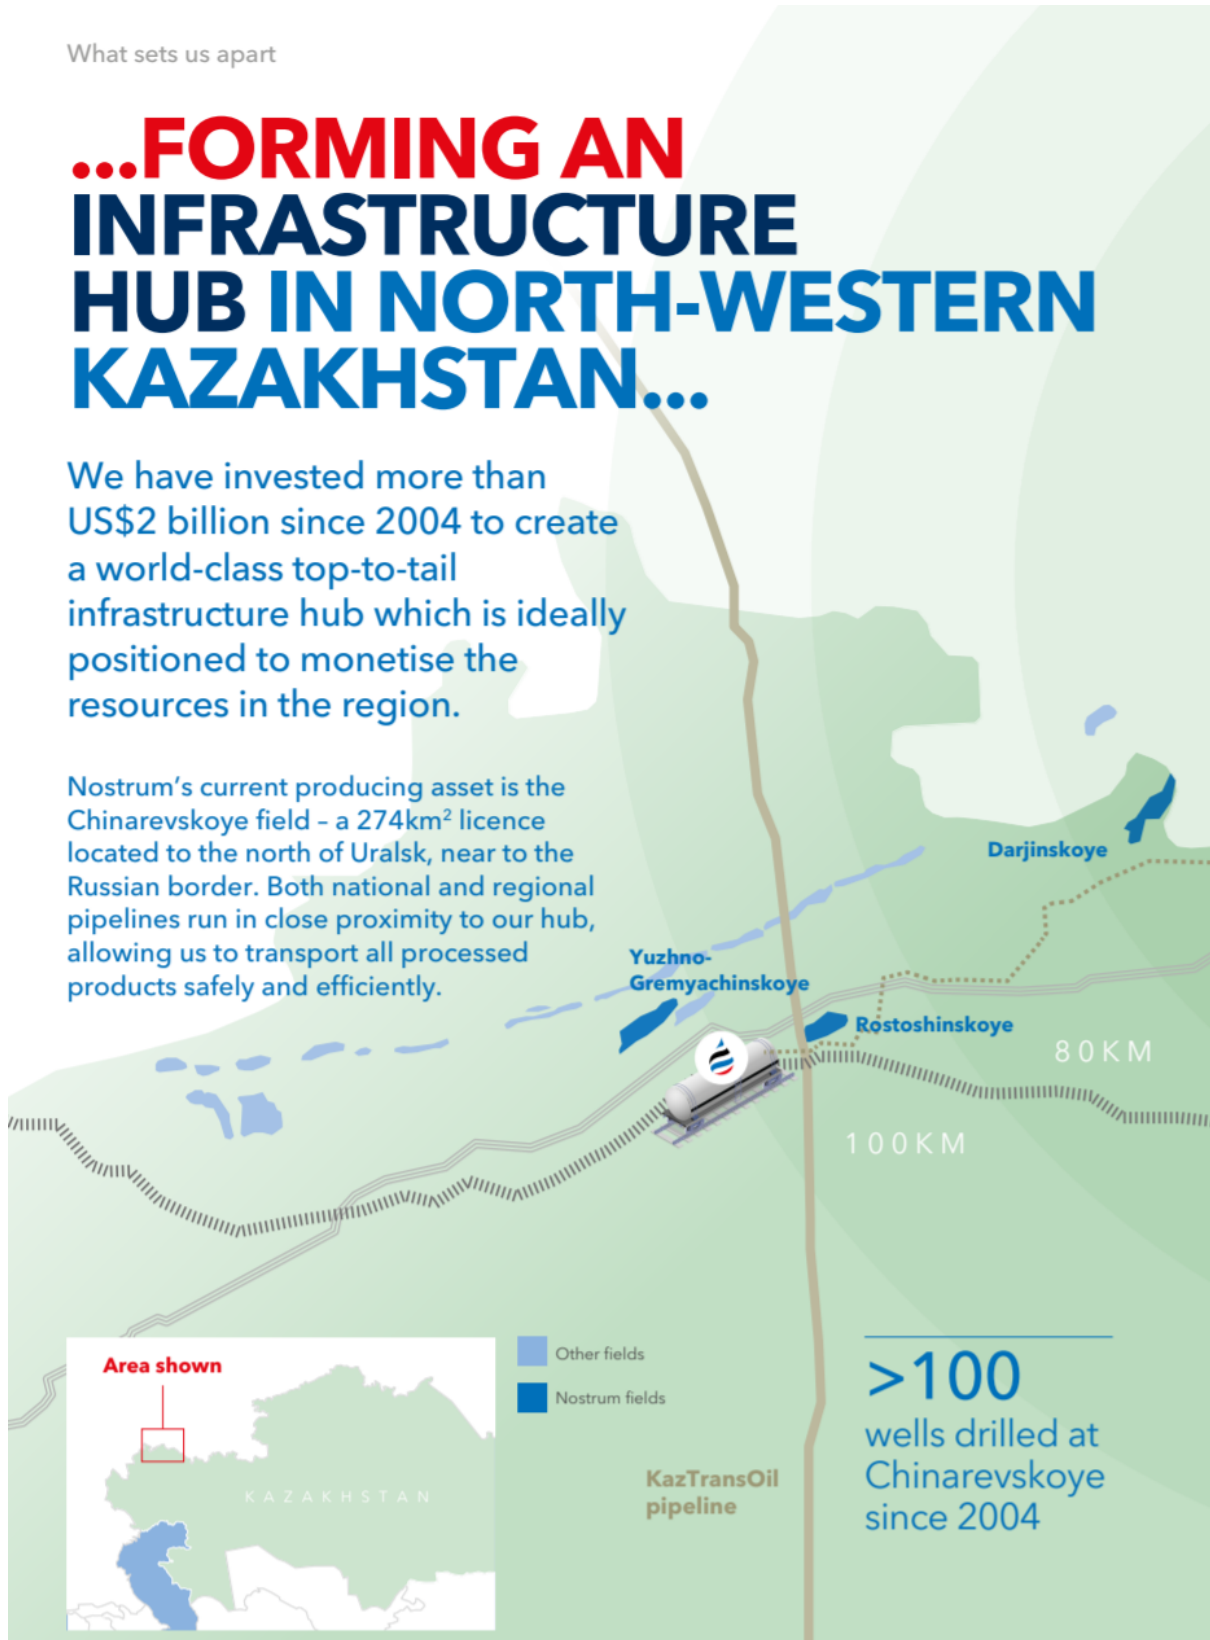 What sets us apart
...FORMING AN
INFRASTRUCTURE
HUB IN NORTH-WESTERN
KAZAKHSTAN...
We have invested more than
US$2 billion since 2004 to create
a world-class top-to-tail
infrastructure hub which is ideally
positioned to monetise the
resources in the region.
Nostrum's current producing asset is the
Chinarevskoye field – a 274km² licence
located to the north of Uralsk, near to the
Russian border. Both national and regional
pipelines run in close proximity to our hub,
allowing us to transport all processed
products safely and efficiently.
Darjinskoye
Yuzhno-
Gremyachinskoye
Rostoshinskoye
80KM
100KM
Area shown
KAZAKHSTAN
Other fields
Nostrum fields
KazTransOil
pipeline
>100
wells drilled at
Chinarevskoye
since 2004